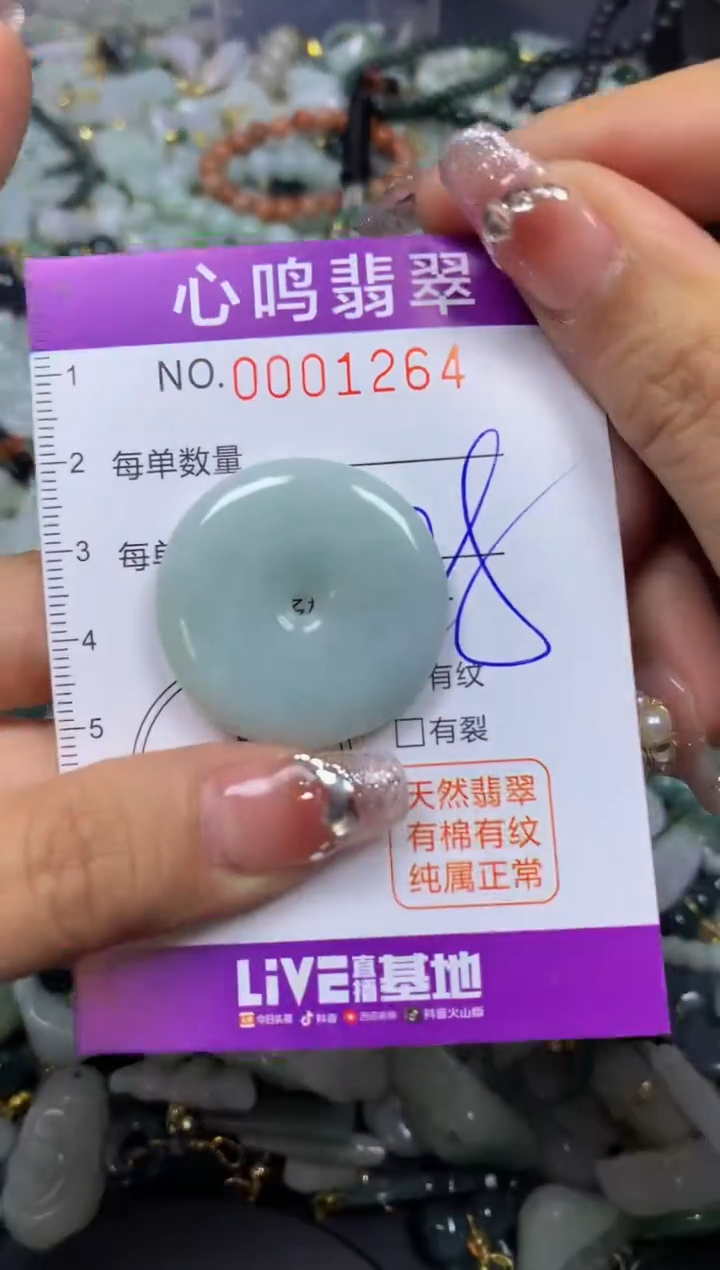 心鸣翡翠
NO.0001264
1
2 每单数量
3 每单
4
有纹
5 □有裂
天然翡翠
有棉有纹
纯属正常
LiVE直播基地
今日头条 抖音 西瓜视频 抖音火山版